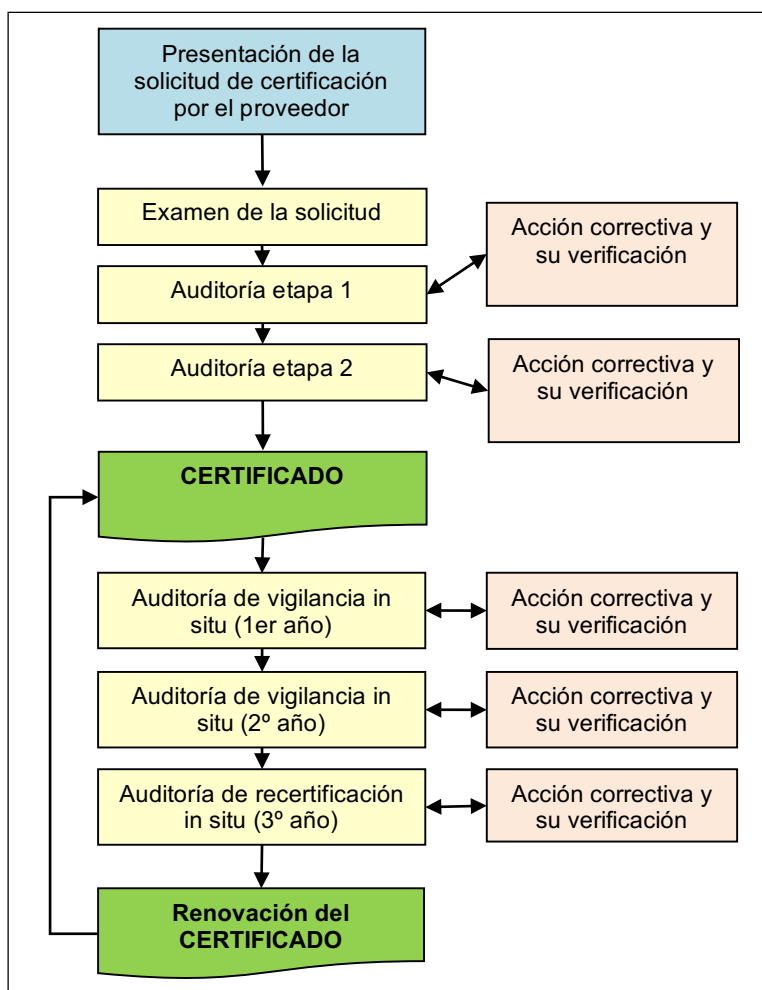 Presentación de la
solicitud de certificación
por el proveedor
Examen de la solicitud
Acción correctiva y
su verificación
Auditoría etapa 1
Auditoría etapa 2
Acción correctiva y
su verificación
CERTIFICADO
Auditoría de vigilancia in
situ (1er año)
Acción correctiva y
su verificación
Auditoría de vigilancia in
situ (2º año)
Acción correctiva y
su verificación
Auditoría de recertificación
in situ (3º año)
Acción correctiva y
su verificación
Renovación del
CERTIFICADO